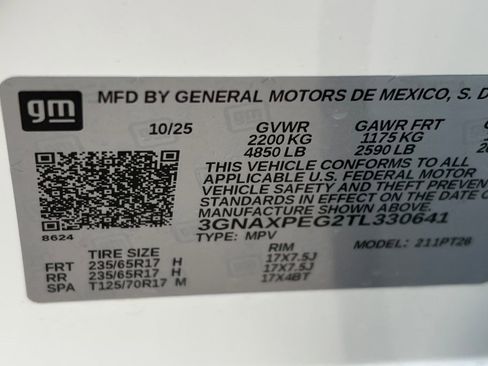 gm
MFD BY GENERAL MOTORS DE MEXICO, S. D
10/25 GVWR GAWR FRT
2200 KG 1175 KG
4850 LB 2590 LB
THIS VEHICLE CONFORMS TO ALL
APPLICABLE U.S. FEDERAL MOTOR
VEHICLE SAFETY AND THEFT PREVEN
STANDARDS IN EFFECT ON THE DATE O
MANUFACTURE SHOWN ABOVE.
3GNAXPEG2TL330641
8624 TYPE: MPV MODEL: 211PT26
TIRE SIZE RIM
FRT 235/65R17 H 17X7.5J
RR 235/65R17 H 17X7.5J
SPA T125/70R17 M 17X4BT